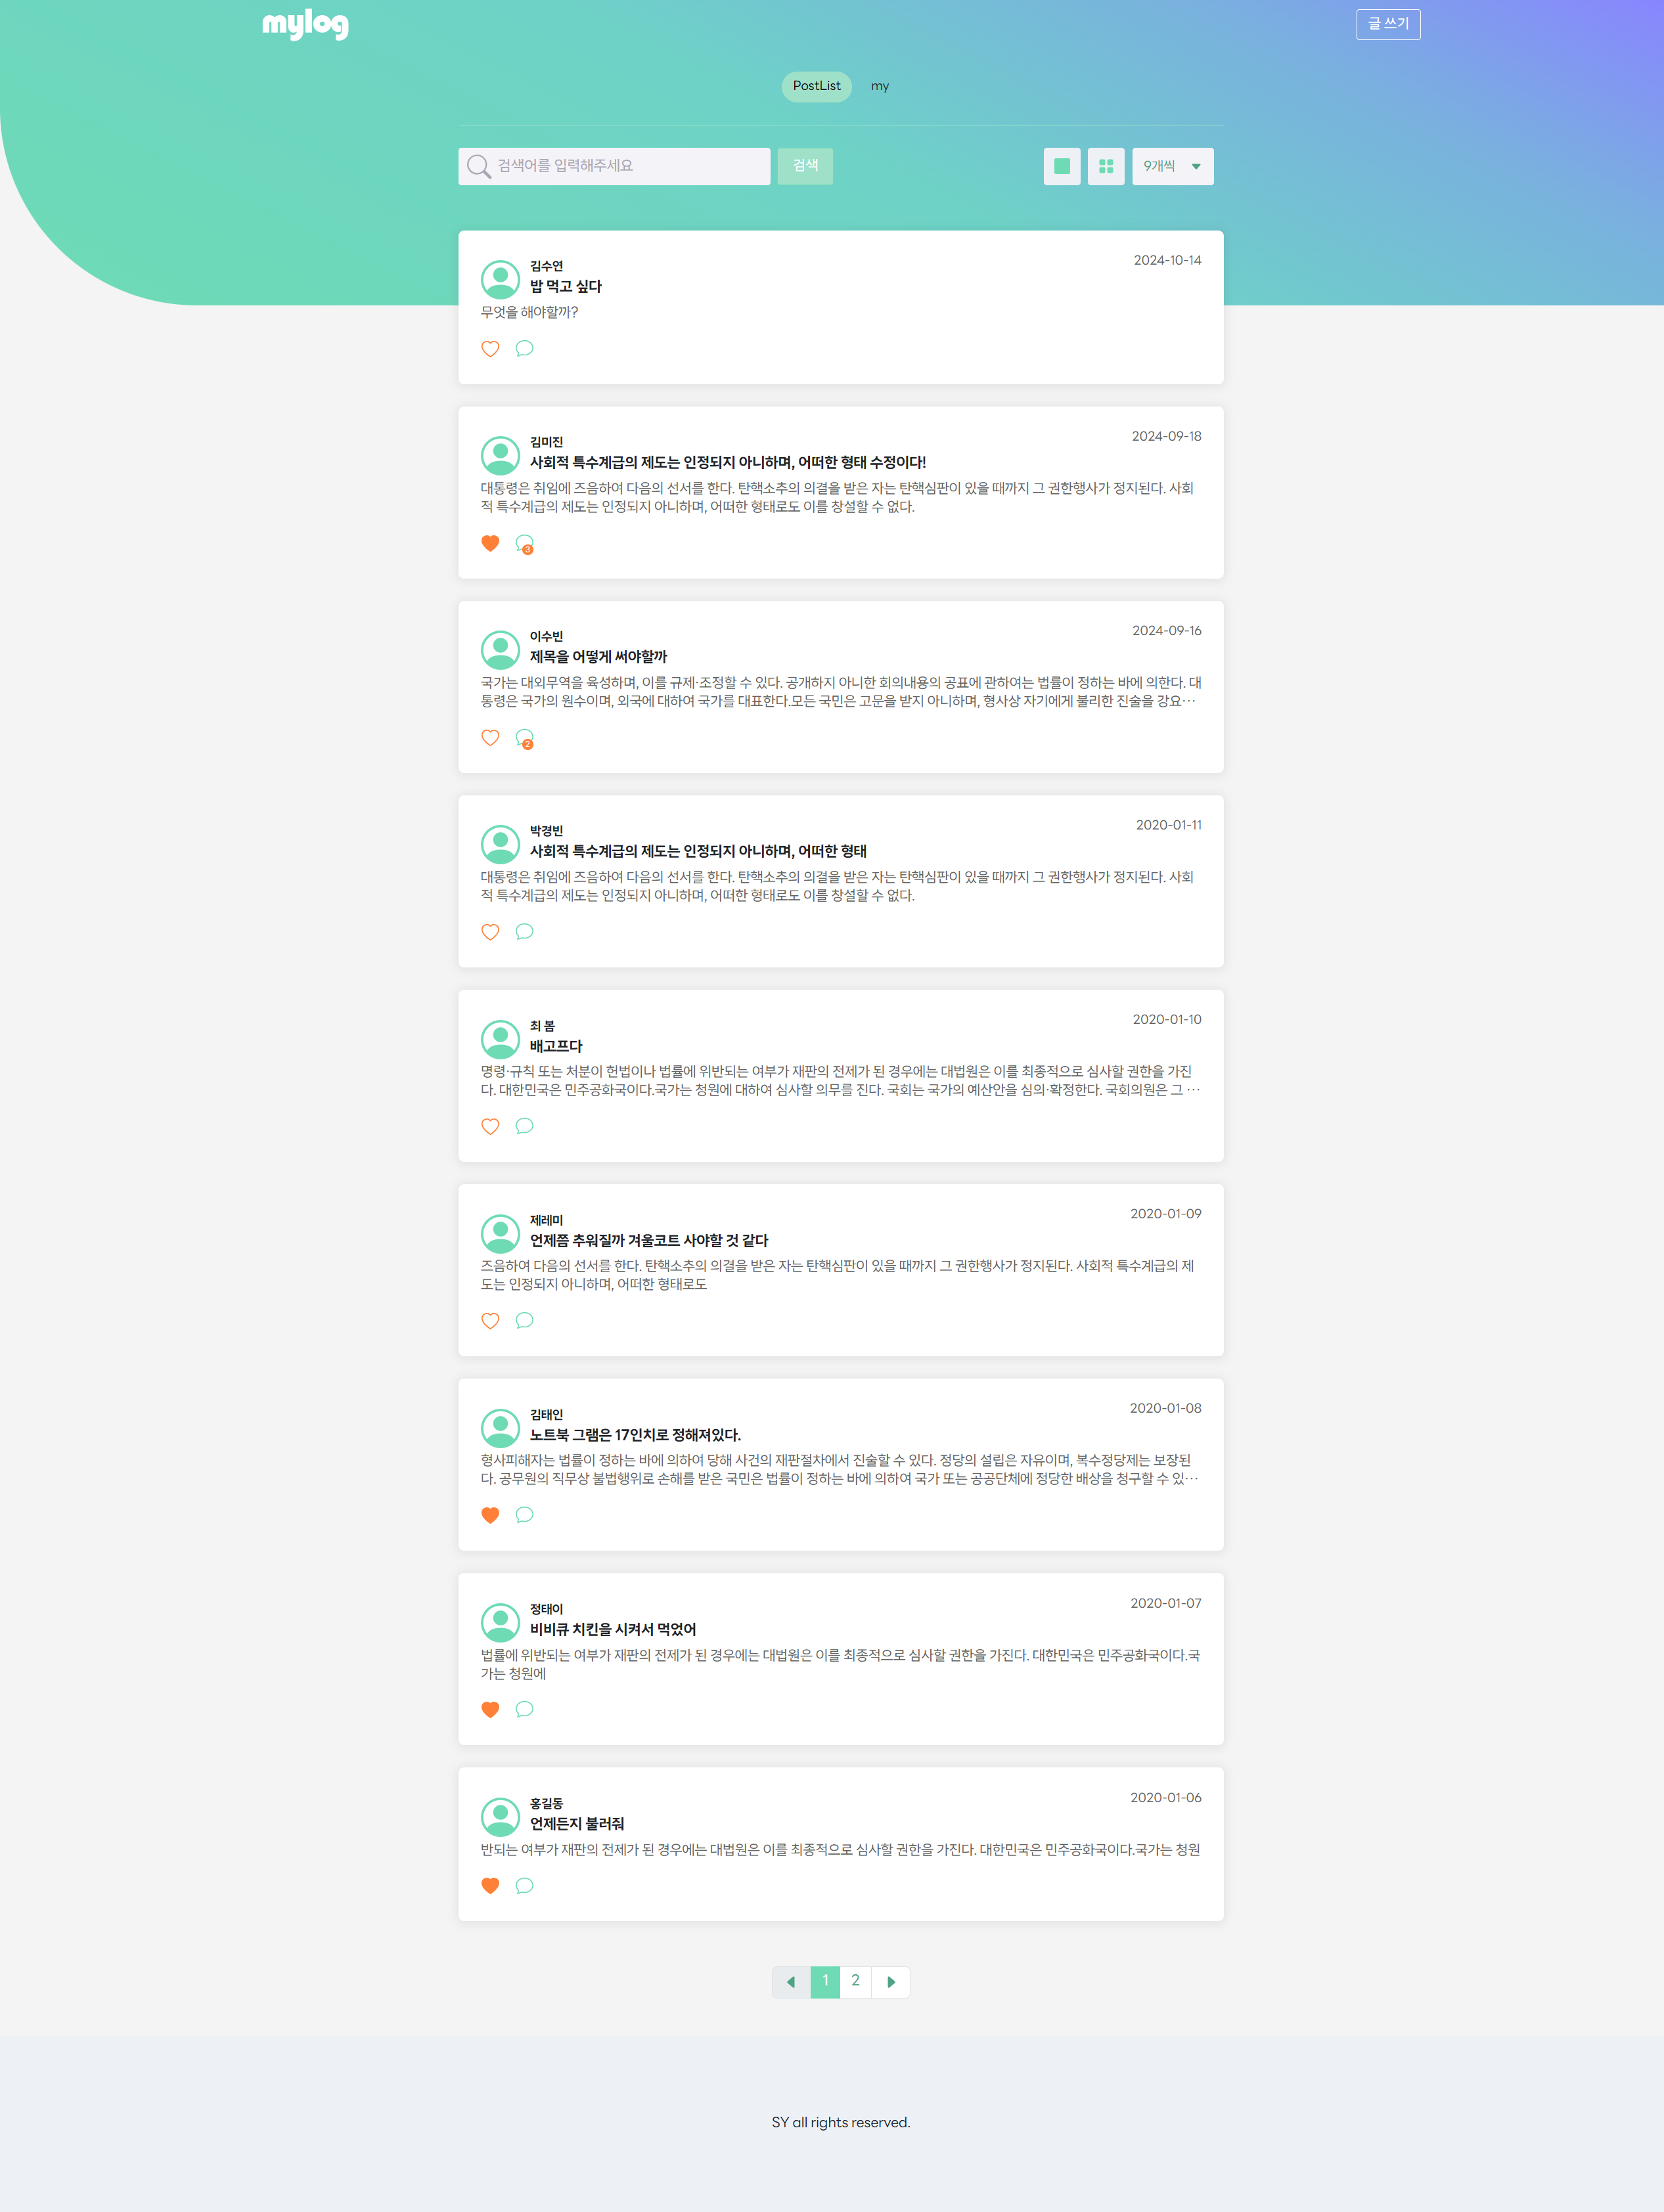 mylog
글 쓰기
PostList
my
검색어를 입력해주세요
검색
9개씩
김수연
2024-10-14
밥 먹고 싶다
무엇을 해야할까?
김미진
2024-09-18
사회적 특수계급의 제도는 인정되지 아니하며, 어떠한 형태 수정이다!
대통령은 취임에 즈음하여 다음의 선서를 한다. 탄핵소추의 의결을 받은 자는 탄핵심판이 있을 때까지 그 권한행사가 정지된다. 사회
적 특수계급의 제도는 인정되지 아니하며, 어떠한 형태로도 이를 창설할 수 없다.
3
이수빈
2024-09-16
제목을 어떻게 써야할까
국가는 대외무역을 육성하며, 이를 규제·조정할 수 있다. 공개하지 아니한 회의내용의 공표에 관하여는 법률이 정하는 바에 의한다. 대
통령은 국가의 원수이며, 외국에 대하여 국가를 대표한다.모든 국민은 고문을 받지 아니하며, 형사상 자기에게 불리한 진술을 강요…
2
박경빈
2020-01-11
사회적 특수계급의 제도는 인정되지 아니하며, 어떠한 형태
대통령은 취임에 즈음하여 다음의 선서를 한다. 탄핵소추의 의결을 받은 자는 탄핵심판이 있을 때까지 그 권한행사가 정지된다. 사회
적 특수계급의 제도는 인정되지 아니하며, 어떠한 형태로도 이를 창설할 수 없다.
최 봄
2020-01-10
배고프다
명령·규칙 또는 처분이 헌법이나 법률에 위반되는 여부가 재판의 전제가 된 경우에는 대법원은 이를 최종적으로 심사할 권한을 가진
다. 대한민국은 민주공화국이다.국가는 청원에 대하여 심사할 의무를 진다. 국회는 국가의 예산안을 심의·확정한다. 국회의원은 그 …
제레미
2020-01-09
언제쯤 추워질까 겨울코트 사야할 것 같다
즈음하여 다음의 선서를 한다. 탄핵소추의 의결을 받은 자는 탄핵심판이 있을 때까지 그 권한행사가 정지된다. 사회적 특수계급의 제
도는 인정되지 아니하며, 어떠한 형태로도
김태인
2020-01-08
노트북 그램은 17인치로 정해져있다.
형사피해자는 법률이 정하는 바에 의하여 당해 사건의 재판절차에서 진술할 수 있다. 정당의 설립은 자유이며, 복수정당제는 보장된
다. 공무원의 직무상 불법행위로 손해를 받은 국민은 법률이 정하는 바에 의하여 국가 또는 공공단체에 정당한 배상을 청구할 수 있…
정태이
2020-01-07
비비큐 치킨을 시켜서 먹었어
법률에 위반되는 여부가 재판의 전제가 된 경우에는 대법원은 이를 최종적으로 심사할 권한을 가진다. 대한민국은 민주공화국이다.국
가는 청원에
홍길동
2020-01-06
언제든지 불러줘
반되는 여부가 재판의 전제가 된 경우에는 대법원은 이를 최종적으로 심사할 권한을 가진다. 대한민국은 민주공화국이다.국가는 청원
1
2
SY all rights reserved.